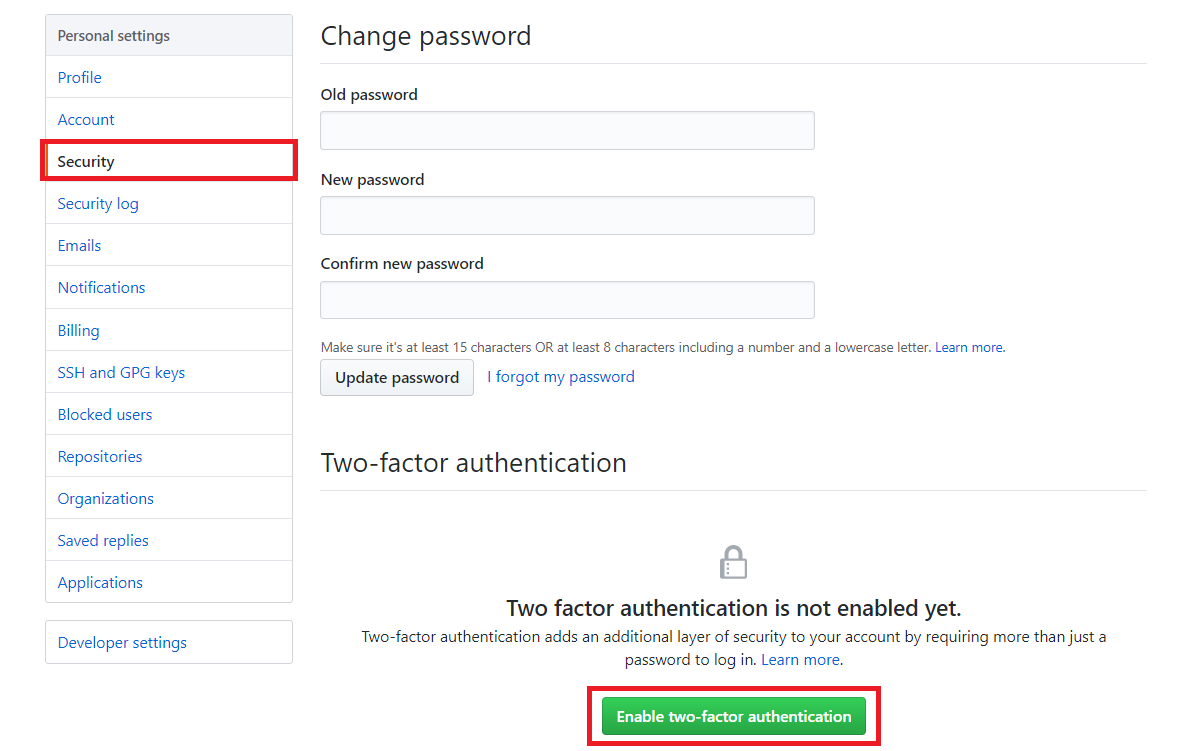 Personal settings
Profile
Account
Security
Security log
Emails
Notifications
Billing
SSH and GPG keys
Blocked users
Repositories
Organizations
Saved replies
Applications
Developer settings
Change password
Old password
New password
Confirm new password
Make sure it's at least 15 characters OR at least 8 characters including a number and a lowercase letter. Learn more.
Update password I forgot my password
Two-factor authentication
Two factor authentication is not enabled yet.
Two-factor authentication adds an additional layer of security to your account by requiring more than just a
password to log in. Learn more.
Enable two-factor authentication